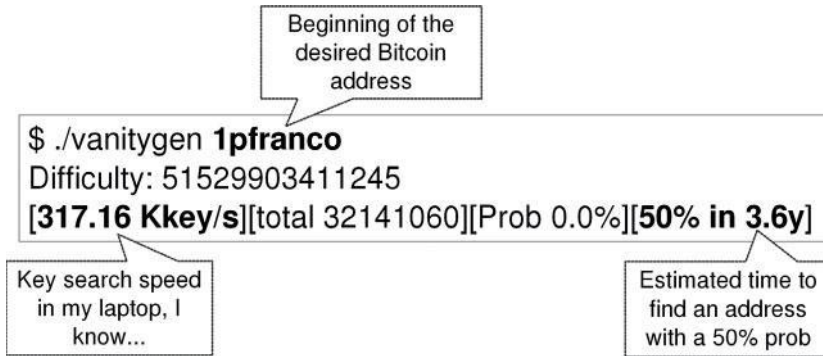 Beginning of the
desired Bitcoin
address
$ ./vanitygen 1pfranco
Difficulty: 51529903411245
[317.16 Kkey/s][total 32141060][Prob 0.0%][50% in 3.6y]
Key search speed
in my laptop, I
know...
Estimated time to
find an address
with a 50% prob